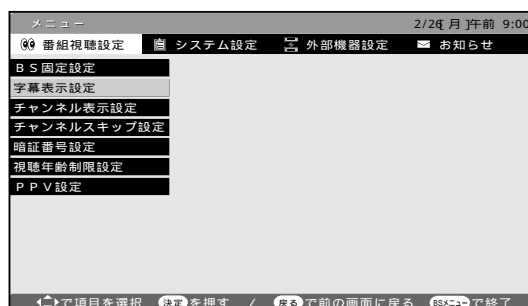 メニュー 2/26[月]午前 9:00
番組視聴設定 システム設定 外部機器設定 お知らせ
BS固定設定
字幕表示設定
チャンネル表示設定
チャンネルスキップ設定
暗証番号設定
視聴年齢制限設定
PPV設定
で項目を選択 決定を押す / 戻るで前の画面に戻る BSメニューで終了